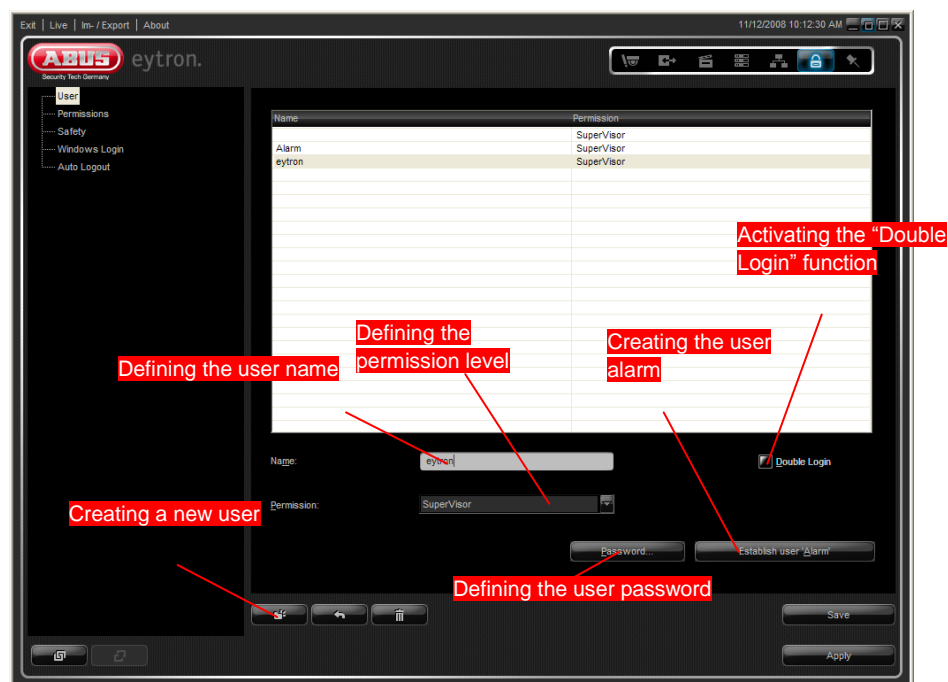 Exit | Live | Im- / Export | About
11/12/2008 10:12:30 AM
ABUS eytron.
Security Tech Germany
User
Permissions
Safety
Windows Login
Auto Logout
Name Permission
SuperVisor
Alarm SuperVisor
eytron SuperVisor
Activating the “Double
Login” function
Defining the
permission level
Creating the user
alarm
Defining the user name
Name: eytron
Double Login
Creating a new user
Permission: SuperVisor
Password... Establish user 'Alarm'
Defining the user password
Save
Apply